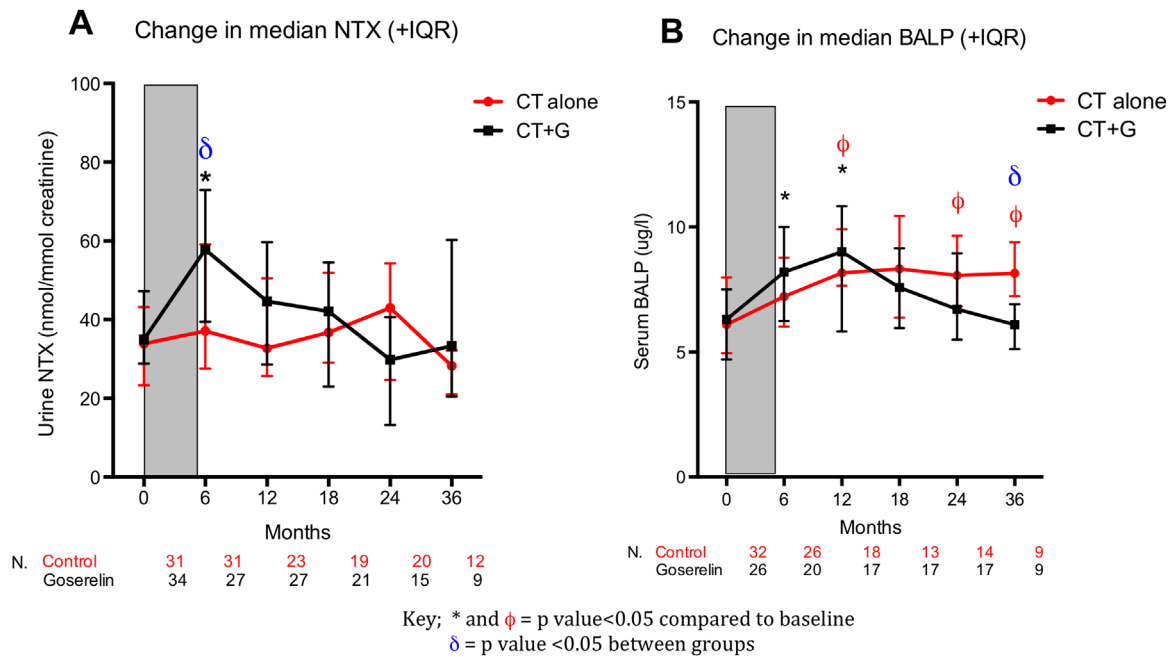 A
Change in median NTX (+IQR)
Urine NTX (nmol/mmol creatinine)
100
80
60
40
20
0
CT alone
CT+G
δ
*
0 6 12 18 24 36
Months
N. Control 31 31 23 19 20 12
Goserelin 34 27 27 21 15 9
B
Change in median BALP (+IQR)
Serum BALP (ug/l)
15
10
5
0
CT alone
CT+G
*
ϕ
*
ϕ
δ
ϕ
0 6 12 18 24 36
Months
N. Control 32 26 18 13 14 9
Goserelin 26 20 17 17 17 9
Key; * and ϕ = p value<0.05 compared to baseline
δ = p value <0.05 between groups